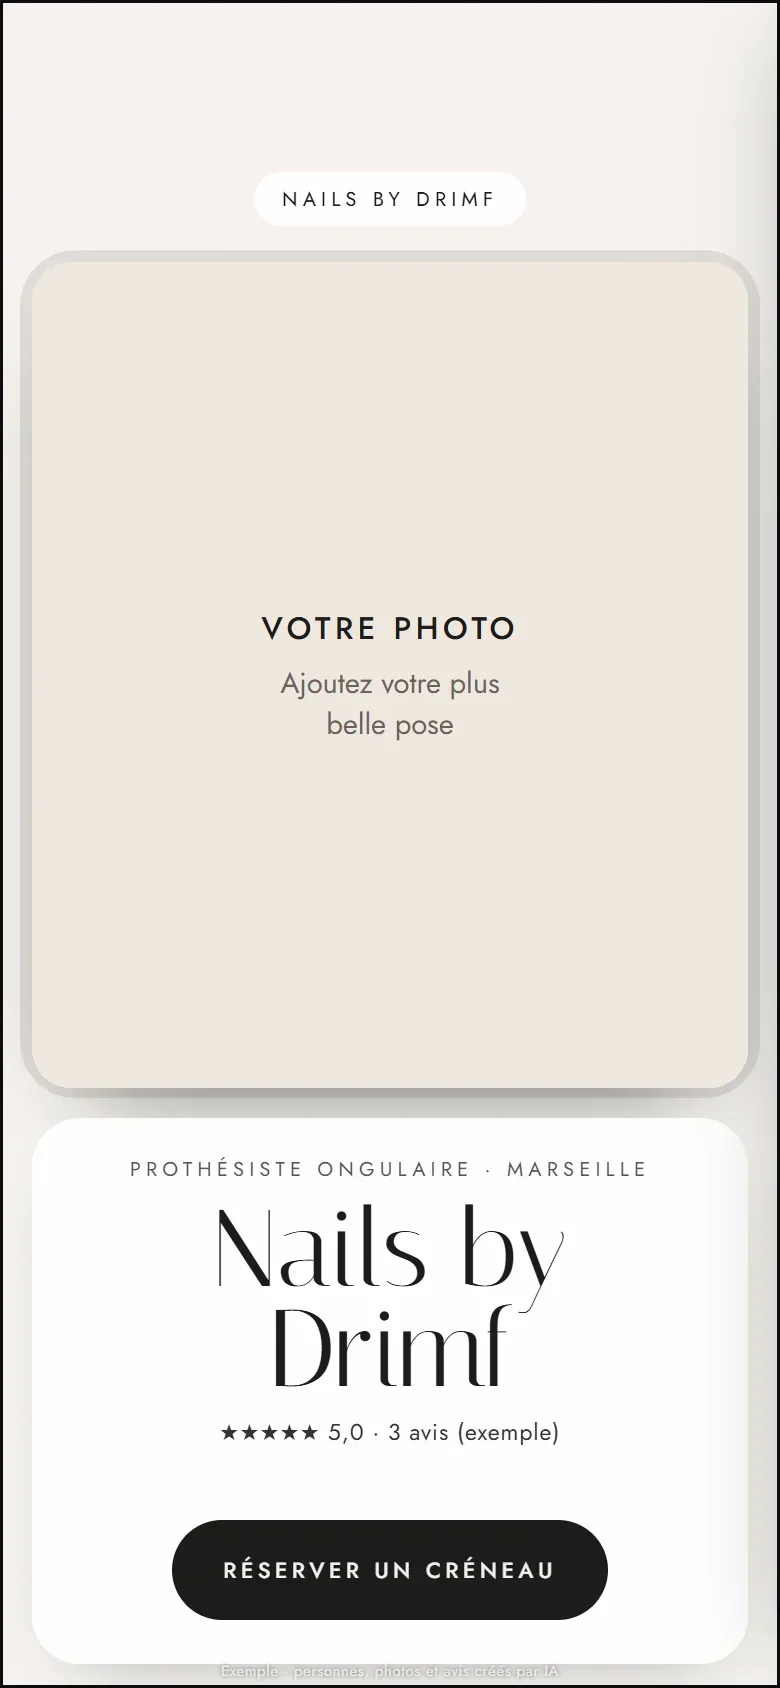 NAILS BY DRIMF
VOTRE PHOTO
Ajoutez votre plus
belle pose
PROTHÉSISTE ONGULAIRE · MARSEILLE
Nails by
Drimf
★★★★★ 5,0 · 3 avis (exemple)
RÉSERVER UN CRÉNEAU
Exemple · personnes, photos et avis créés par IA